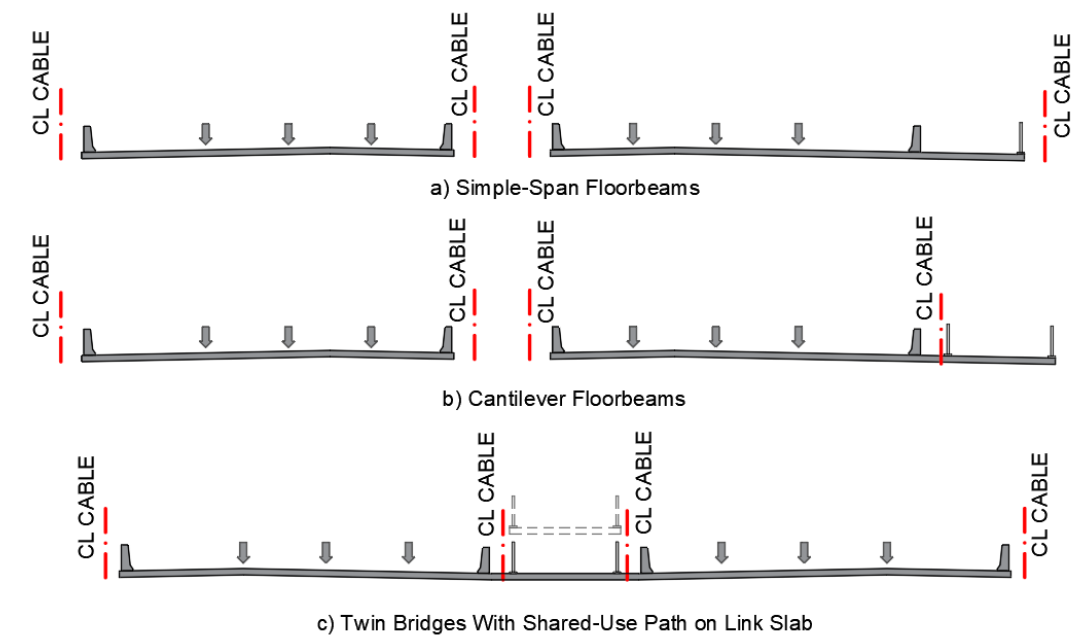 CL CABLE
CL CABLE
CL CABLE
CL CABLE
a) Simple-Span Floorbeams
CL CABLE
CL CABLE
CL CABLE
CL CABLE
b) Cantilever Floorbeams
CL CABLE
CL CABLE
CL CABLE
CL CABLE
c) Twin Bridges With Shared-Use Path on Link Slab